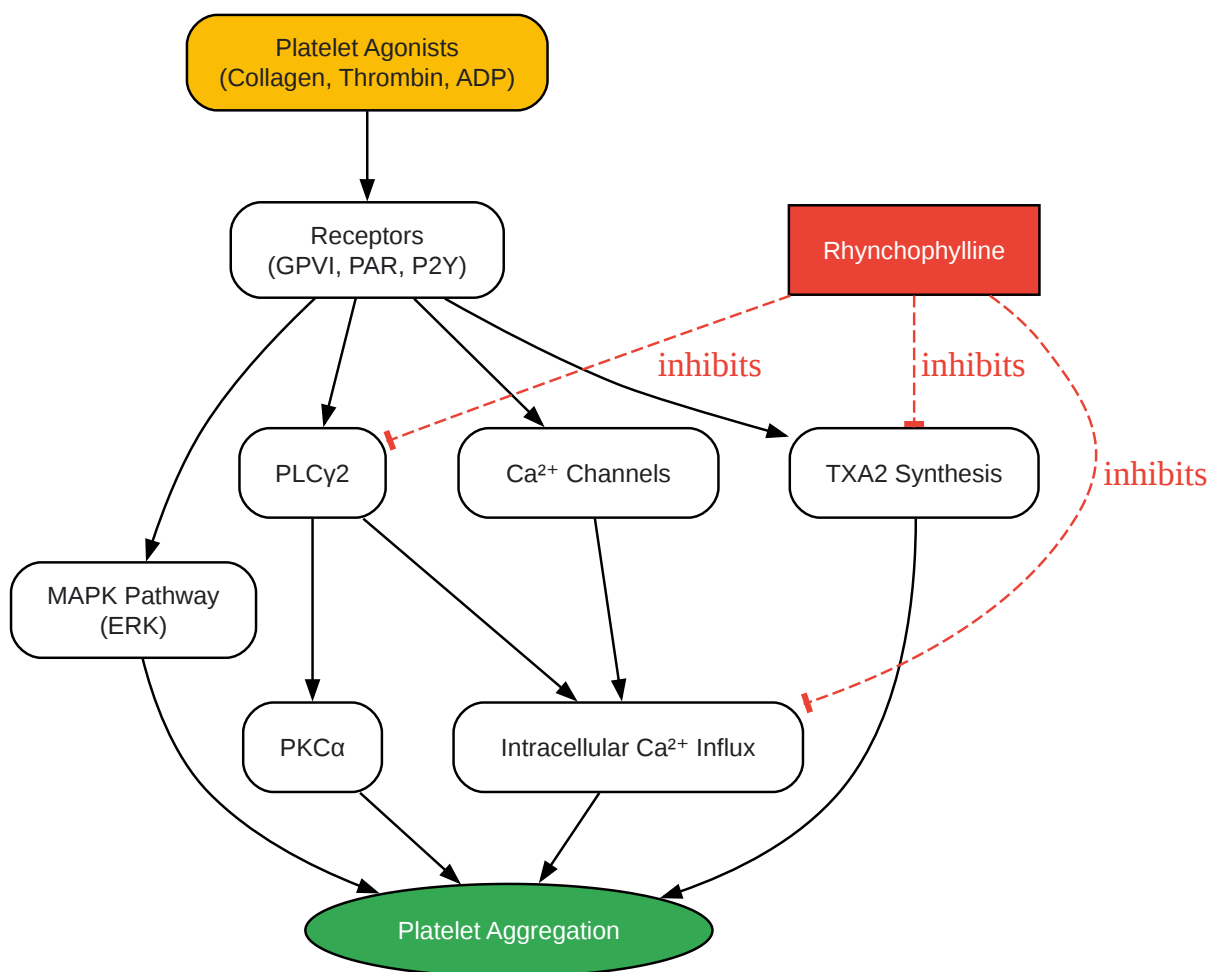 Platelet Agonists
(Collagen, Thrombin, ADP)
Receptors
(GPVI, PAR, P2Y)
Rhynchophylline
inhibits
inhibits
inhibits
PLCγ2
Ca²⁺ Channels
TXA2 Synthesis
MAPK Pathway
(ERK)
PKCα
Intracellular Ca²⁺ Influx
Platelet Aggregation